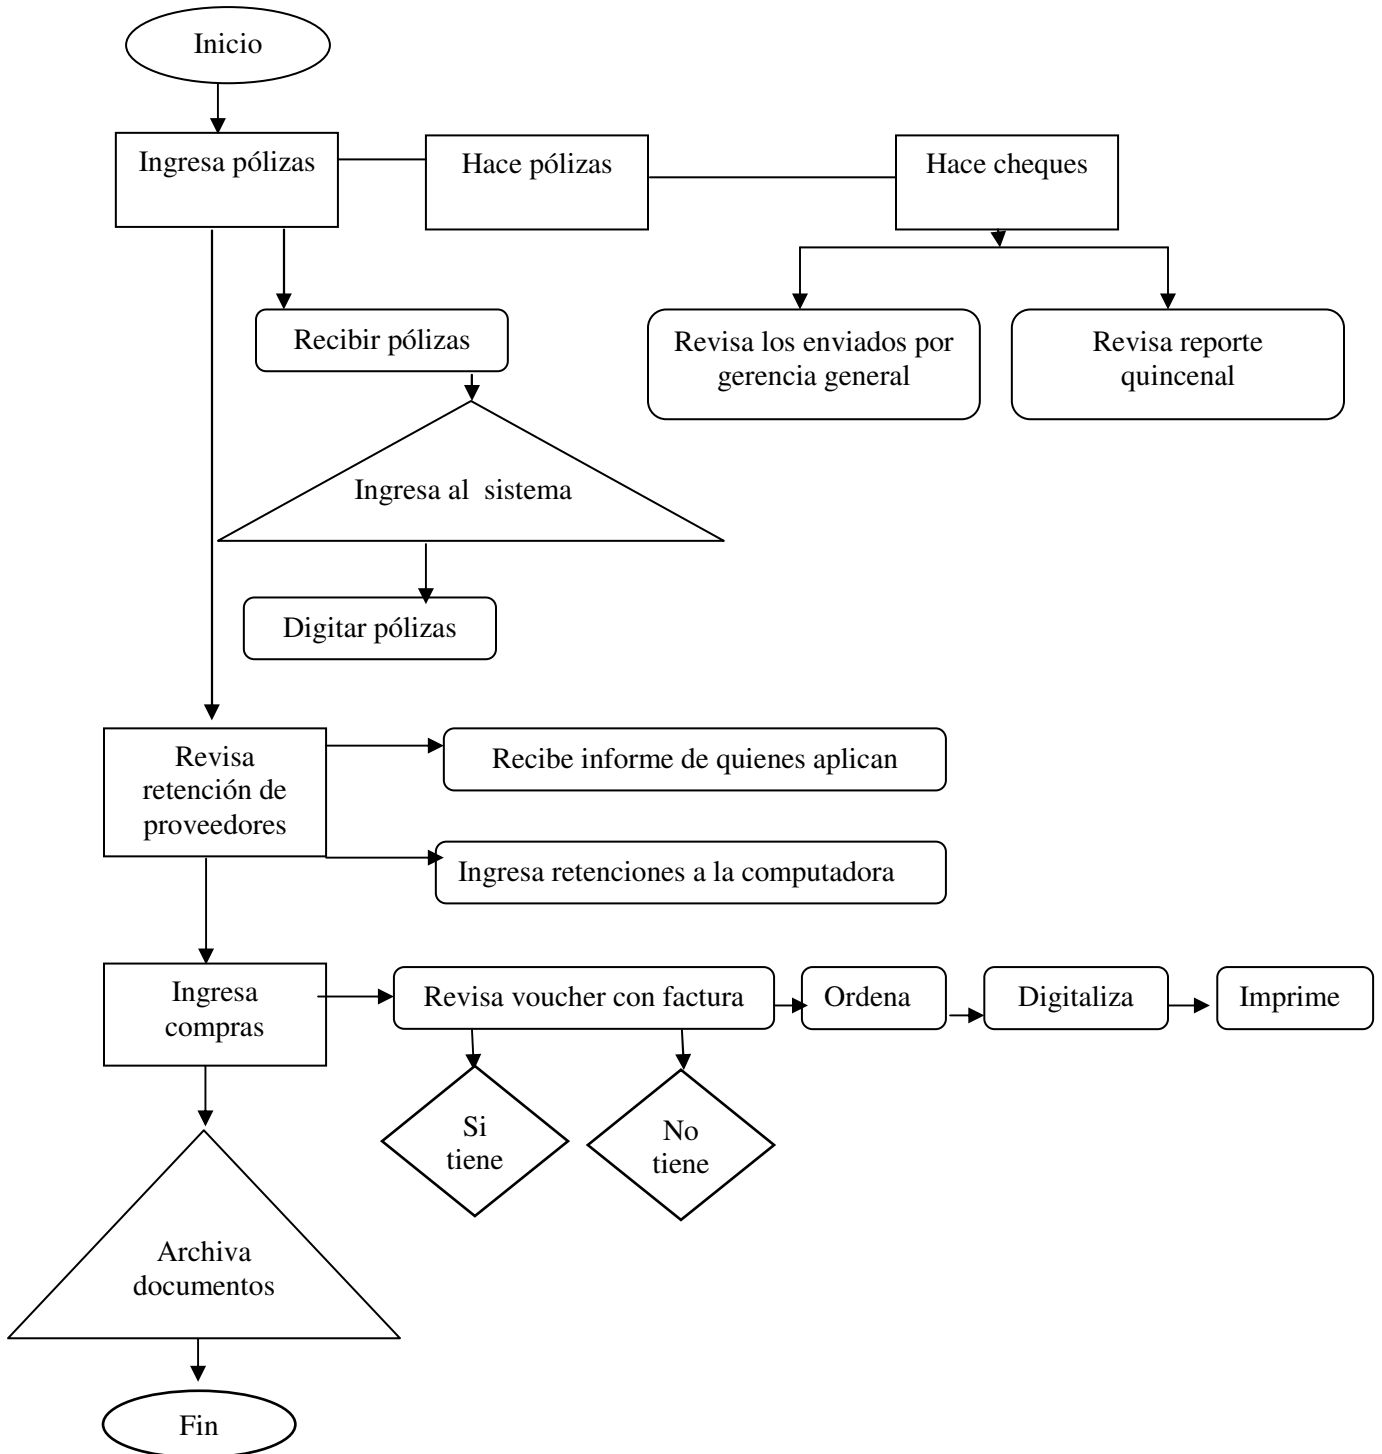 Inicio
Ingresa pólizas
Hace pólizas
Hace cheques
Recibir pólizas
Revisa los enviados por
gerencia general
Revisa reporte
quincenal
Ingresa al  sistema
Digitar pólizas
Revisa
retención de
proveedores
Recibe informe de quienes aplican
Ingresa retenciones a la computadora
Ingresa
compras
Revisa voucher con factura
Ordena
Digitaliza
Imprime
Si
tiene
No
tiene
Archiva
documentos
Fin